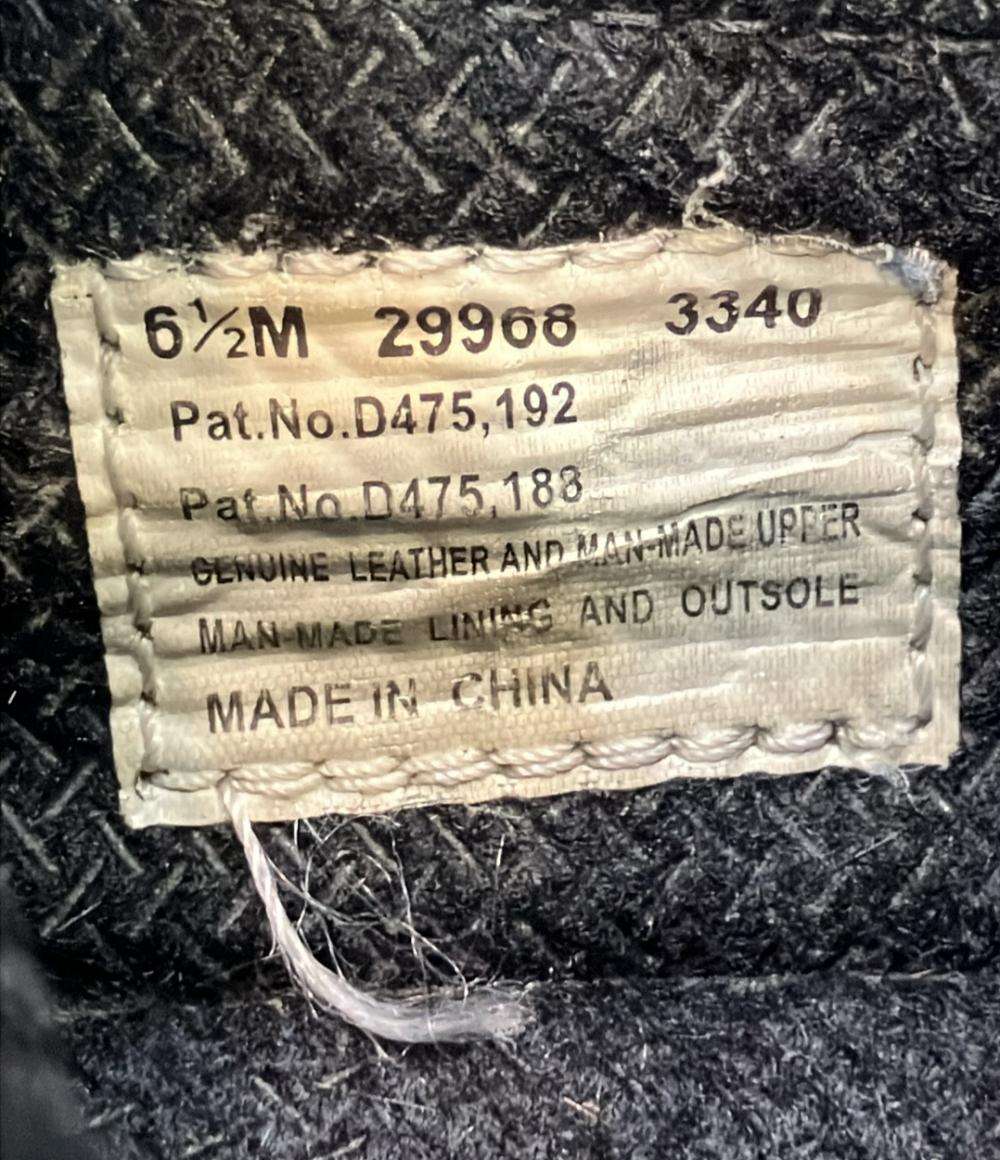 6½M 29968 3340
Pat.No.D475,192
Pat.No.D475,188
GENUINE LEATHER AND MAN-MADE UPPER
MAN-MADE LINING AND OUTSOLE
MADE IN CHINA